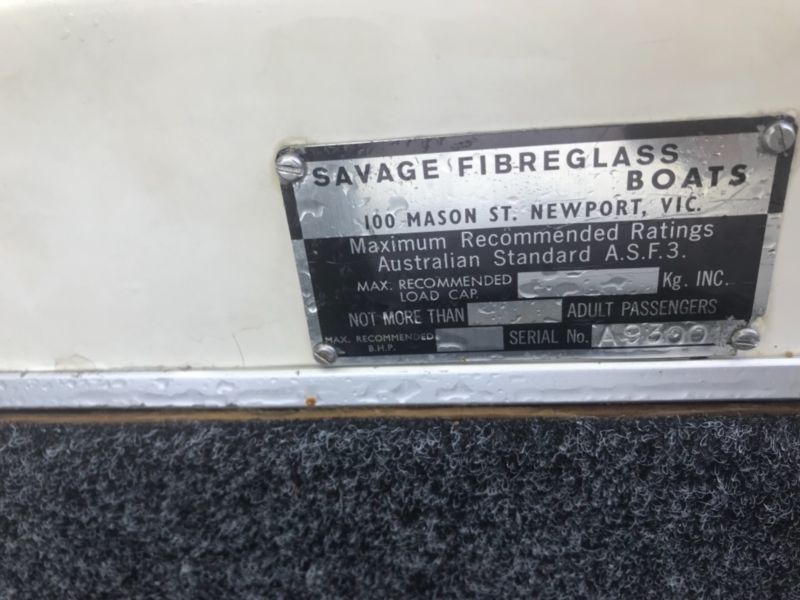 SAVAGE FIBREGLASS
BOATS
100 MASON ST. NEWPORT, VIC.
Maximum Recommended Ratings
Australian Standard A.S.F.3.
MAX. RECOMMENDED LOAD CAP. Kg. INC.
NOT MORE THAN ADULT PASSENGERS
MAX. RECOMMENDED B.H.P. SERIAL No. A9360